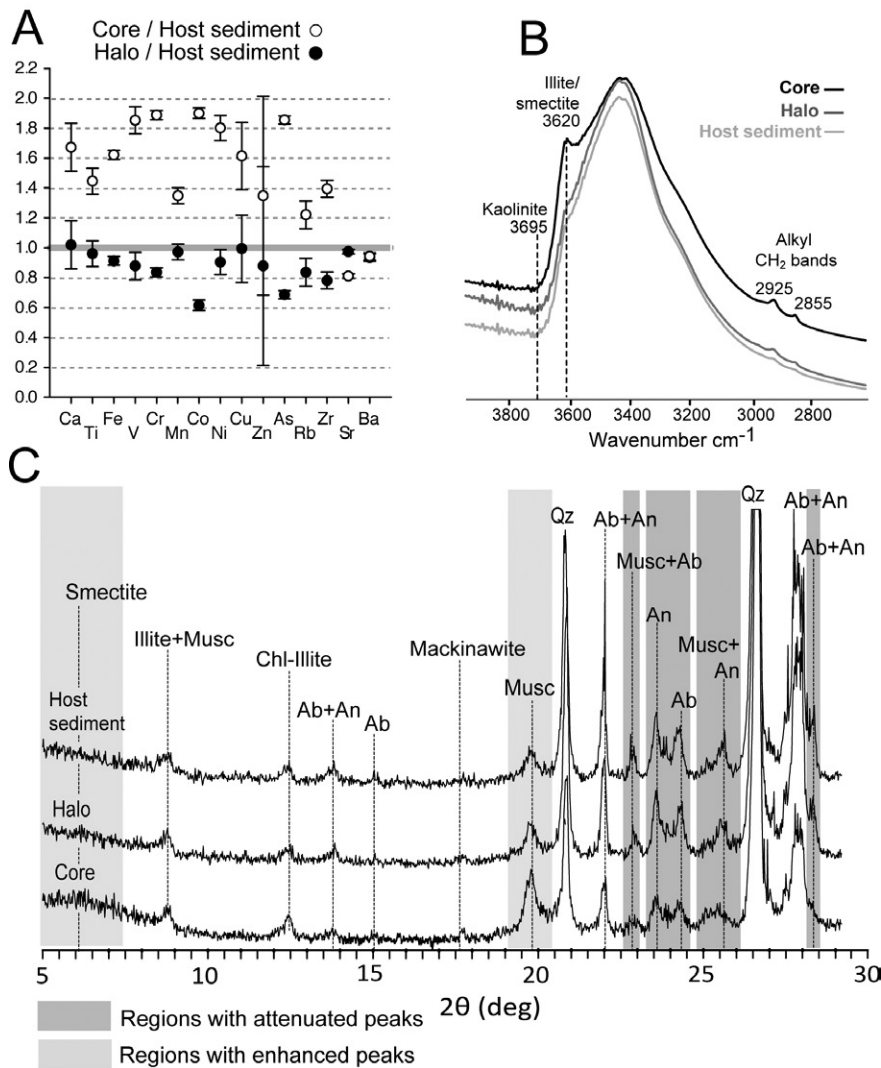 A
Core / Host sediment
Halo / Host sediment
2.2
2.0
1.8
1.6
1.4
1.2
1.0
0.8
0.6
0.4
0.2
0.0
Ca Ti Fe V Cr Mn Co Ni Cu Zn As Rb Zr Sr Ba
B
Illite/
smectite
3620
Core
Halo
Host sediment
Kaolinite
3695
Alkyl
CH2 bands
2925
2855
3800 3600 3400 3200 3000 2800
Wavenumber cm-1
C
Smectite
Illite+Musc
Chl-Illite
Ab+An
Ab
Mackinawite
Musc
Qz
Ab+An
Musc+Ab
An
Ab
Musc+
An
Qz
Ab+An
Ab+An
Host
sediment
Halo
Core
5 10 15 20 25 30
2θ (deg)
Regions with attenuated peaks
Regions with enhanced peaks